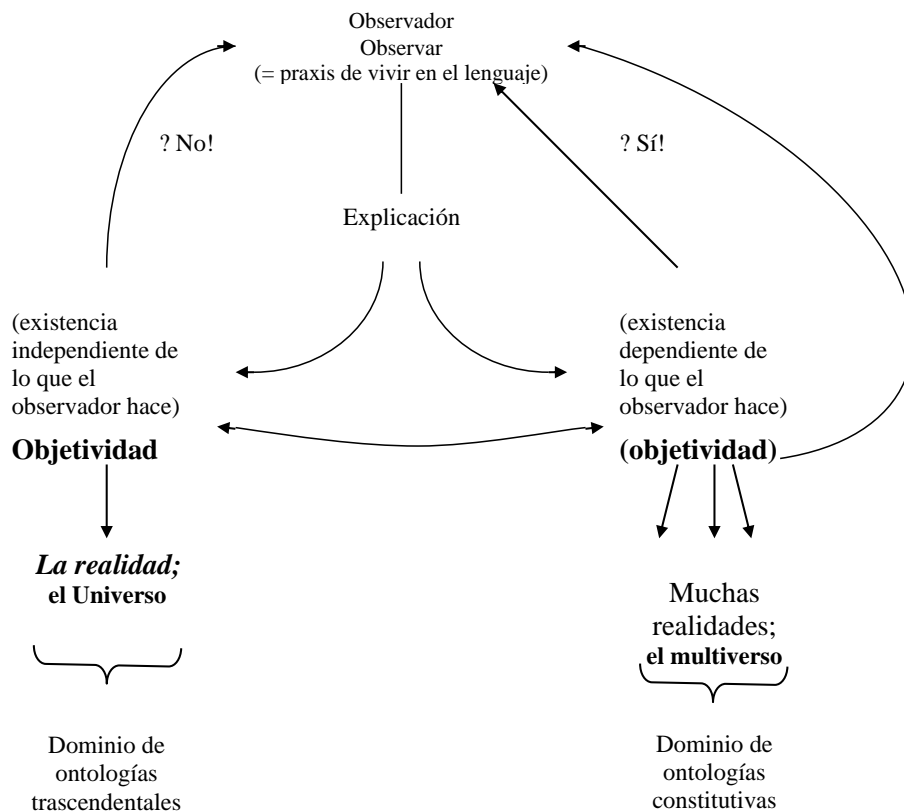 Observador
Observar
(= praxis de vivir en el lenguaje)
? No!
? Sí!
Explicación
(existencia
independiente de
lo que el
observador hace)
Objetividad
(existencia
dependiente de
lo que el
observador hace)
(objetividad)
La realidad;
el Universo
Muchas
realidades;
el multiverso
Dominio de
ontologías
trascendentales
Dominio de
ontologías
constitutivas